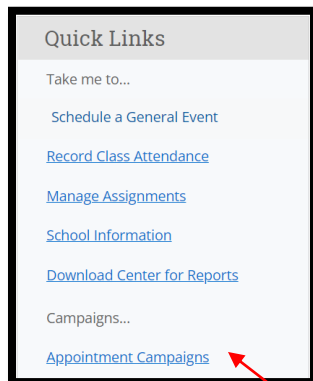 Quick Links
Take me to...
Schedule a General Event
Record Class Attendance
Manage Assignments
School Information
Download Center for Reports
Campaigns...
Appointment Campaigns